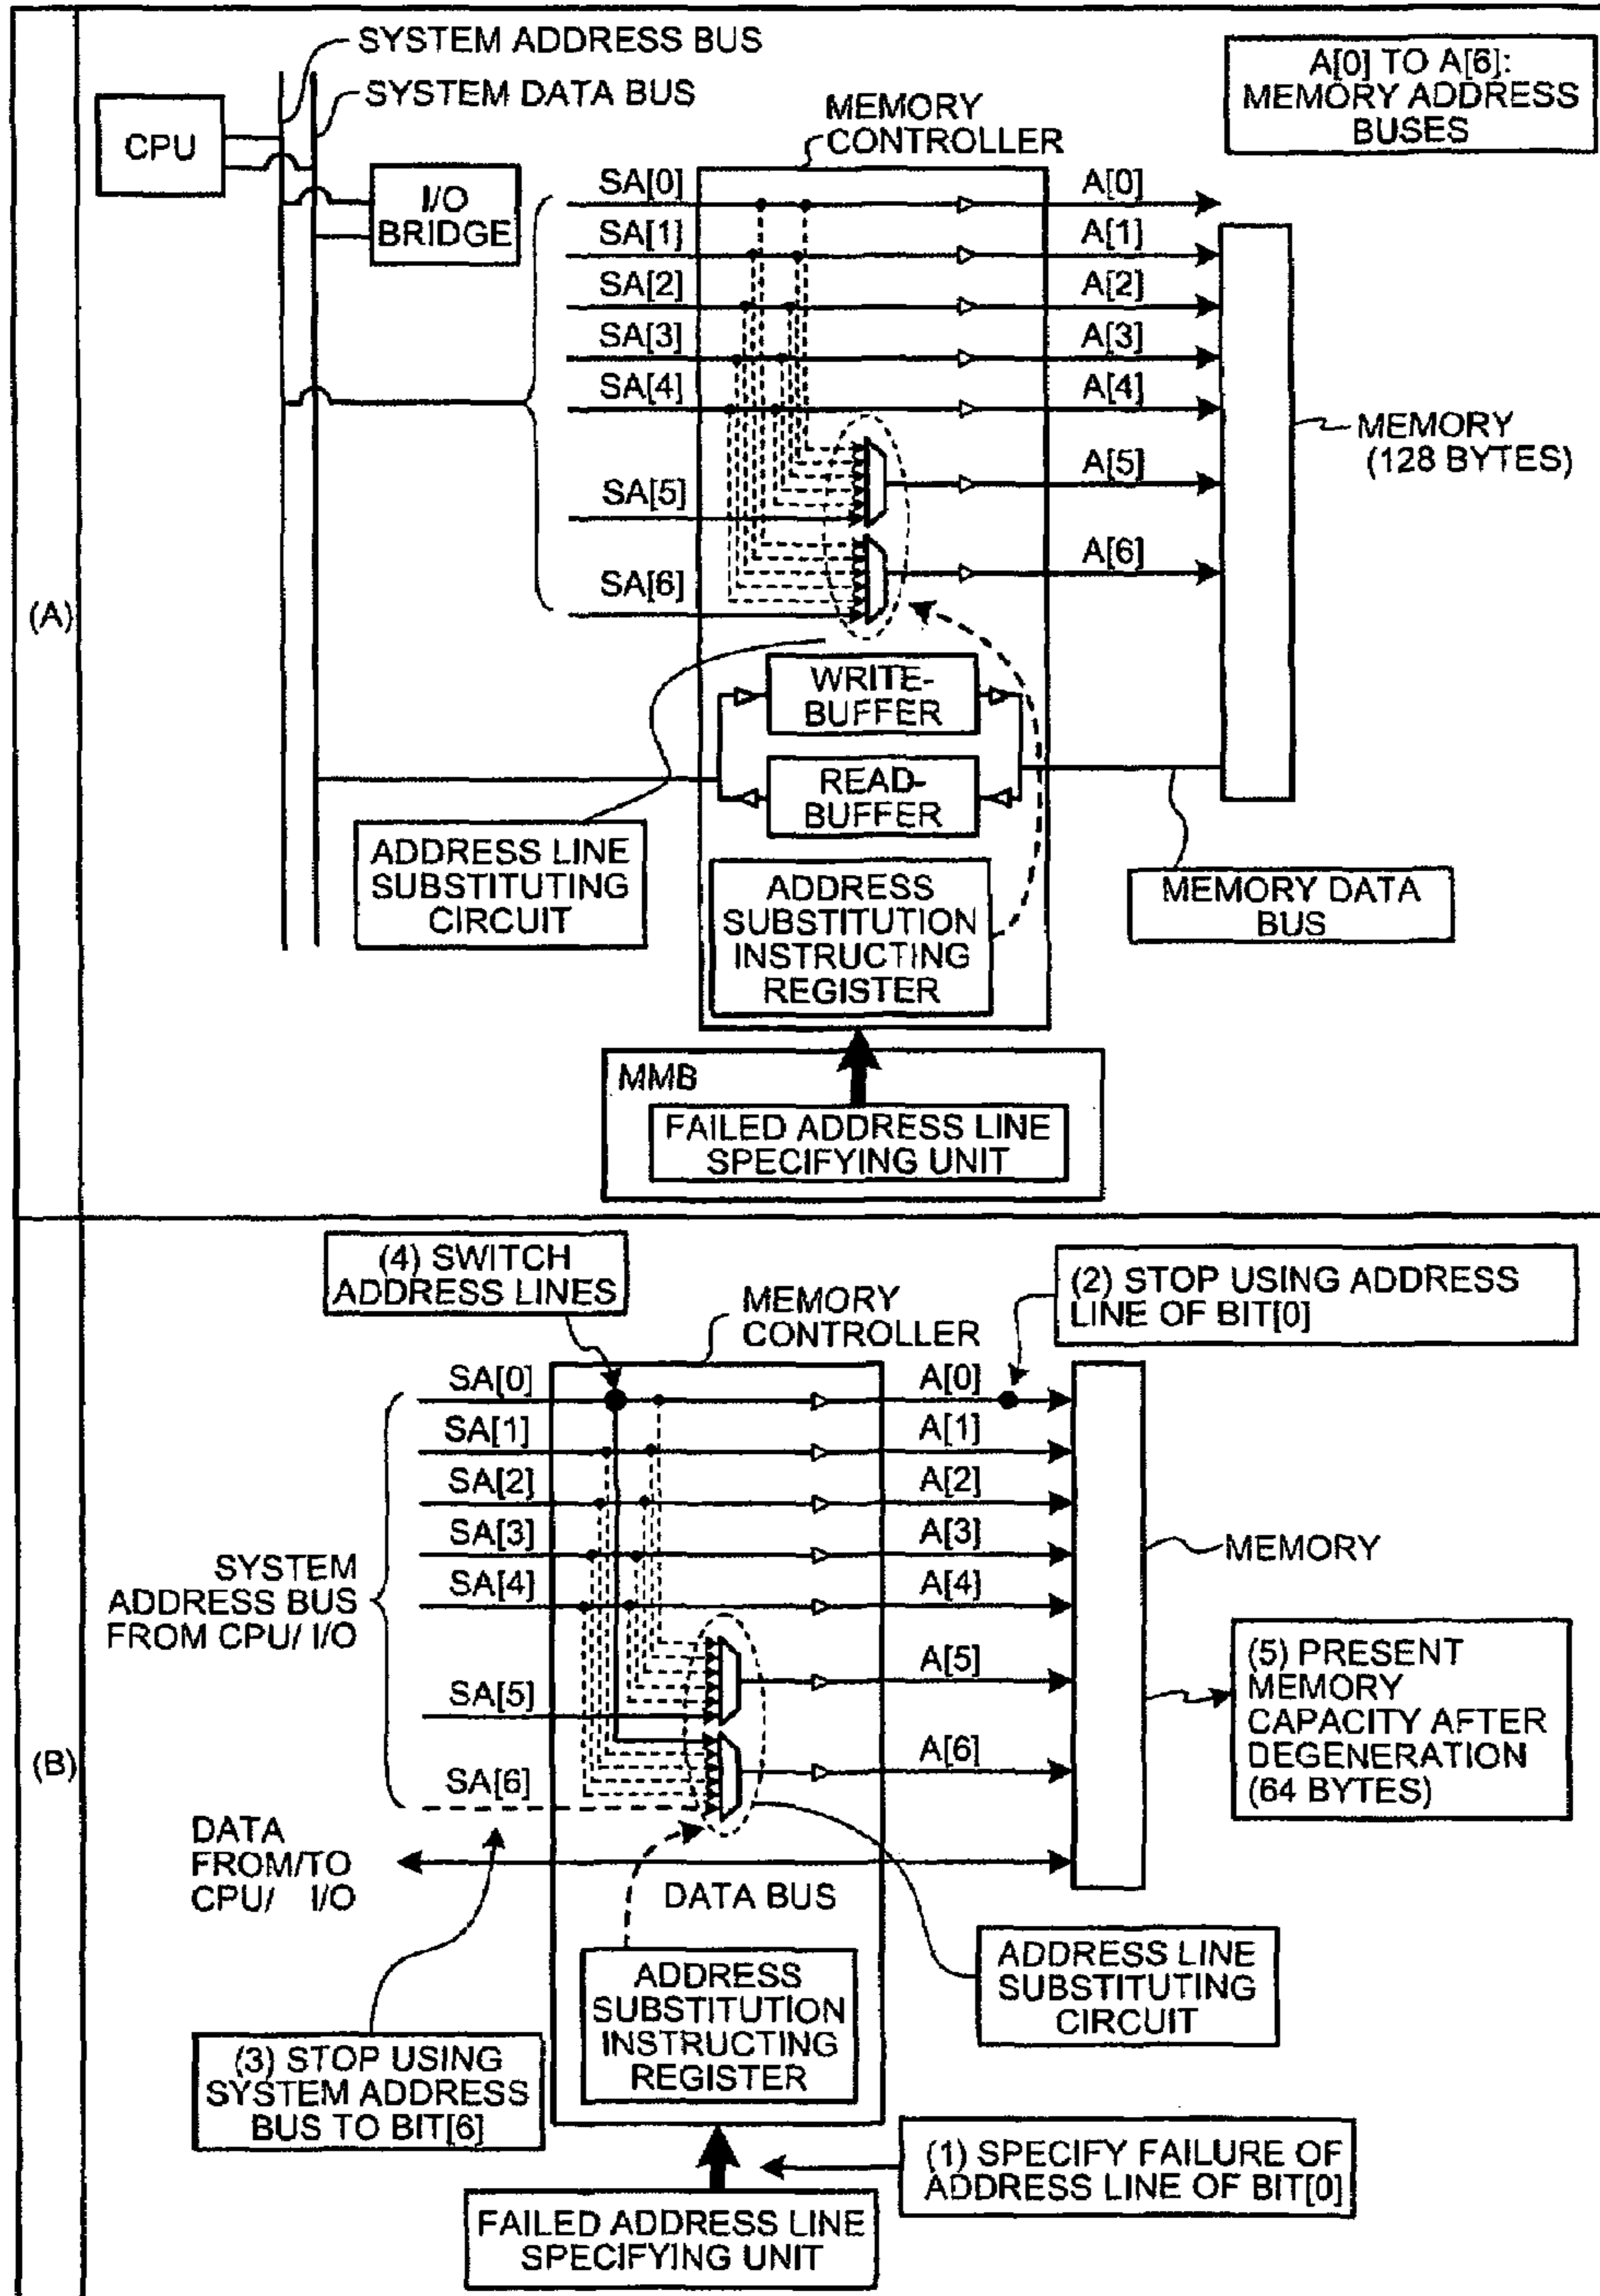 (A)
SYSTEM ADDRESS BUS
SYSTEM DATA BUS
CPU
I/O
BRIDGE
MEMORY
CONTROLLER
A[0] TO A[6]:
MEMORY ADDRESS
BUSES
SA[0]
A[0]
SA[1]
A[1]
SA[2]
A[2]
SA[3]
A[3]
SA[4]
A[4]
SA[5]
A[5]
SA[6]
A[6]
MEMORY
(128 BYTES)
WRITE-
BUFFER
READ-
BUFFER
ADDRESS LINE
SUBSTITUTING
CIRCUIT
ADDRESS
SUBSTITUTION
INSTRUCTING
REGISTER
MEMORY DATA
BUS
MMB
FAILED ADDRESS LINE
SPECIFYING UNIT
(B)
(4) SWITCH
ADDRESS LINES
MEMORY
CONTROLLER
(2) STOP USING ADDRESS
LINE OF BIT[0]
SA[0]
A[0]
SA[1]
A[1]
SA[2]
A[2]
SA[3]
A[3]
SA[4]
A[4]
SA[5]
A[5]
SA[6]
A[6]
SYSTEM
ADDRESS BUS
FROM CPU/ I/O
MEMORY
(5) PRESENT
MEMORY
CAPACITY AFTER
DEGENERATION
(64 BYTES)
DATA
FROM/TO
CPU/ I/O
DATA BUS
ADDRESS
SUBSTITUTION
INSTRUCTING
REGISTER
ADDRESS LINE
SUBSTITUTING
CIRCUIT
(3) STOP USING
SYSTEM ADDRESS
BUS TO BIT[6]
(1) SPECIFY FAILURE OF
ADDRESS LINE OF BIT[0]
FAILED ADDRESS LINE
SPECIFYING UNIT